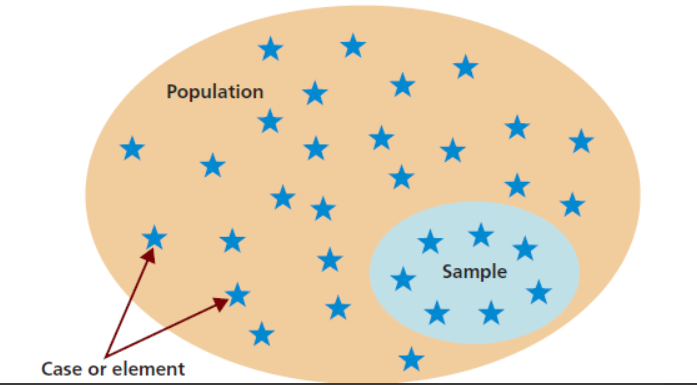 Population
Sample
Case or element